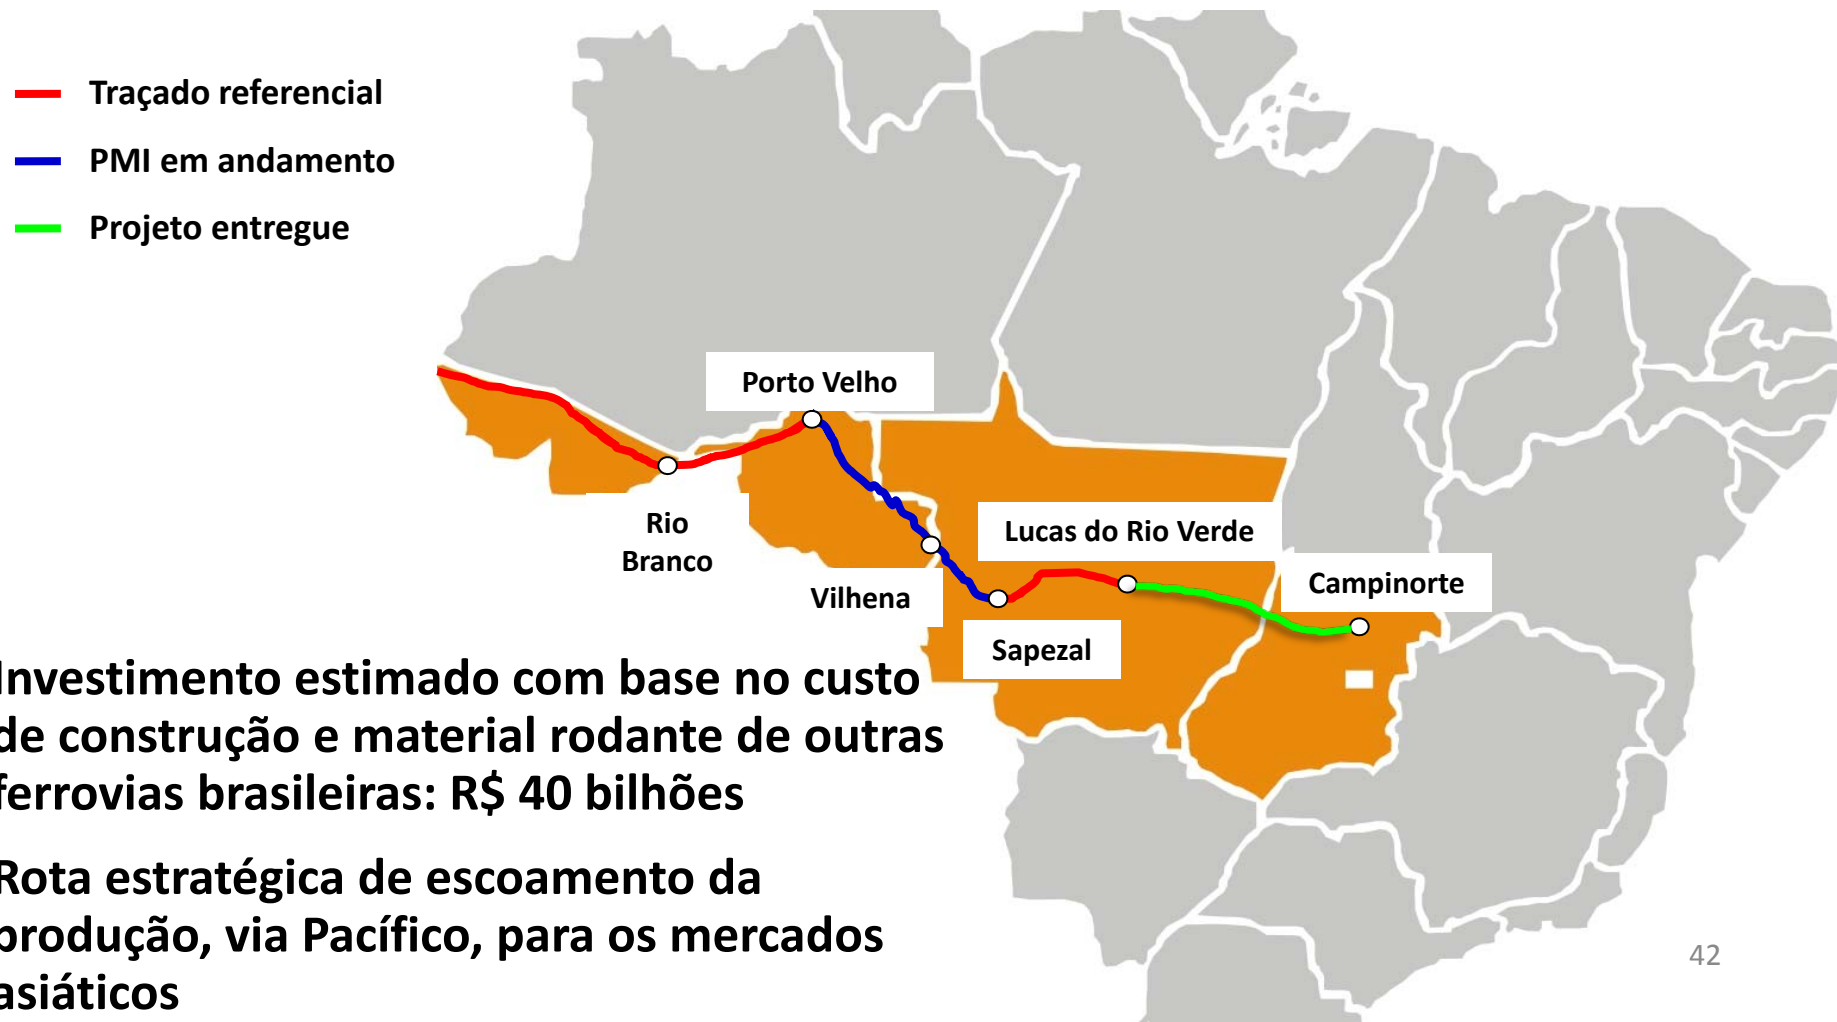 Traçado referencial
PMI em andamento
Projeto entregue
Porto Velho
Rio
Branco
Lucas do Rio Verde
Campinorte
Vilhena
Sapezal
Investimento estimado com base no custo
de construção e material rodante de outras
ferrovias brasileiras: R$ 40 bilhões
Rota estratégica de escoamento da
produção, via Pacífico, para os mercados
asiáticos
42